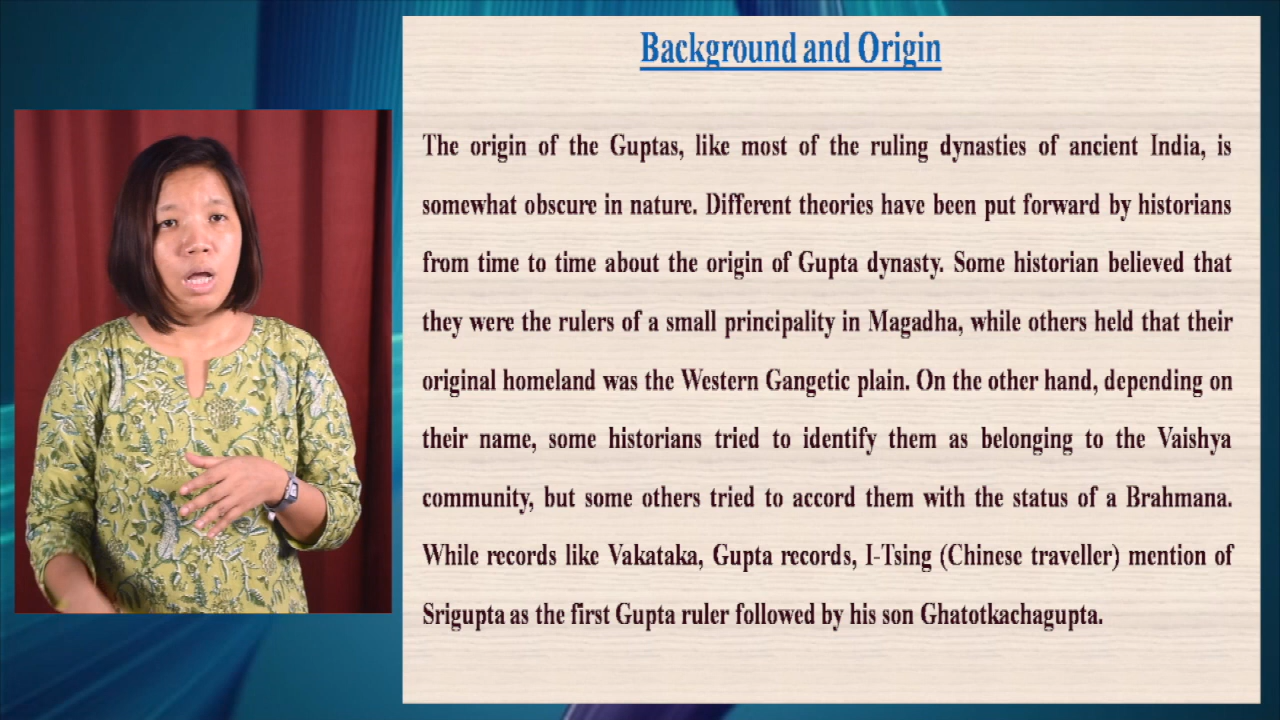 Background and Origin
The origin of the Guptas, like most of the ruling dynasties of ancient India, is
somewhat obscure in nature. Different theories have been put forward by historians
from time to time about the origin of Gupta dynasty. Some historian believed that
they were the rulers of a small principality in Magadha, while others held that their
original homeland was the Western Gangetic plain. On the other hand, depending on
their name, some historians tried to identify them as belonging to the Vaishya
community, but some others tried to accord them with the status of a Brahmana.
While records like Vakataka, Gupta records, I-Tsing (Chinese traveller) mention of
Srigupta as the first Gupta ruler followed by his son Ghatotkachagupta.